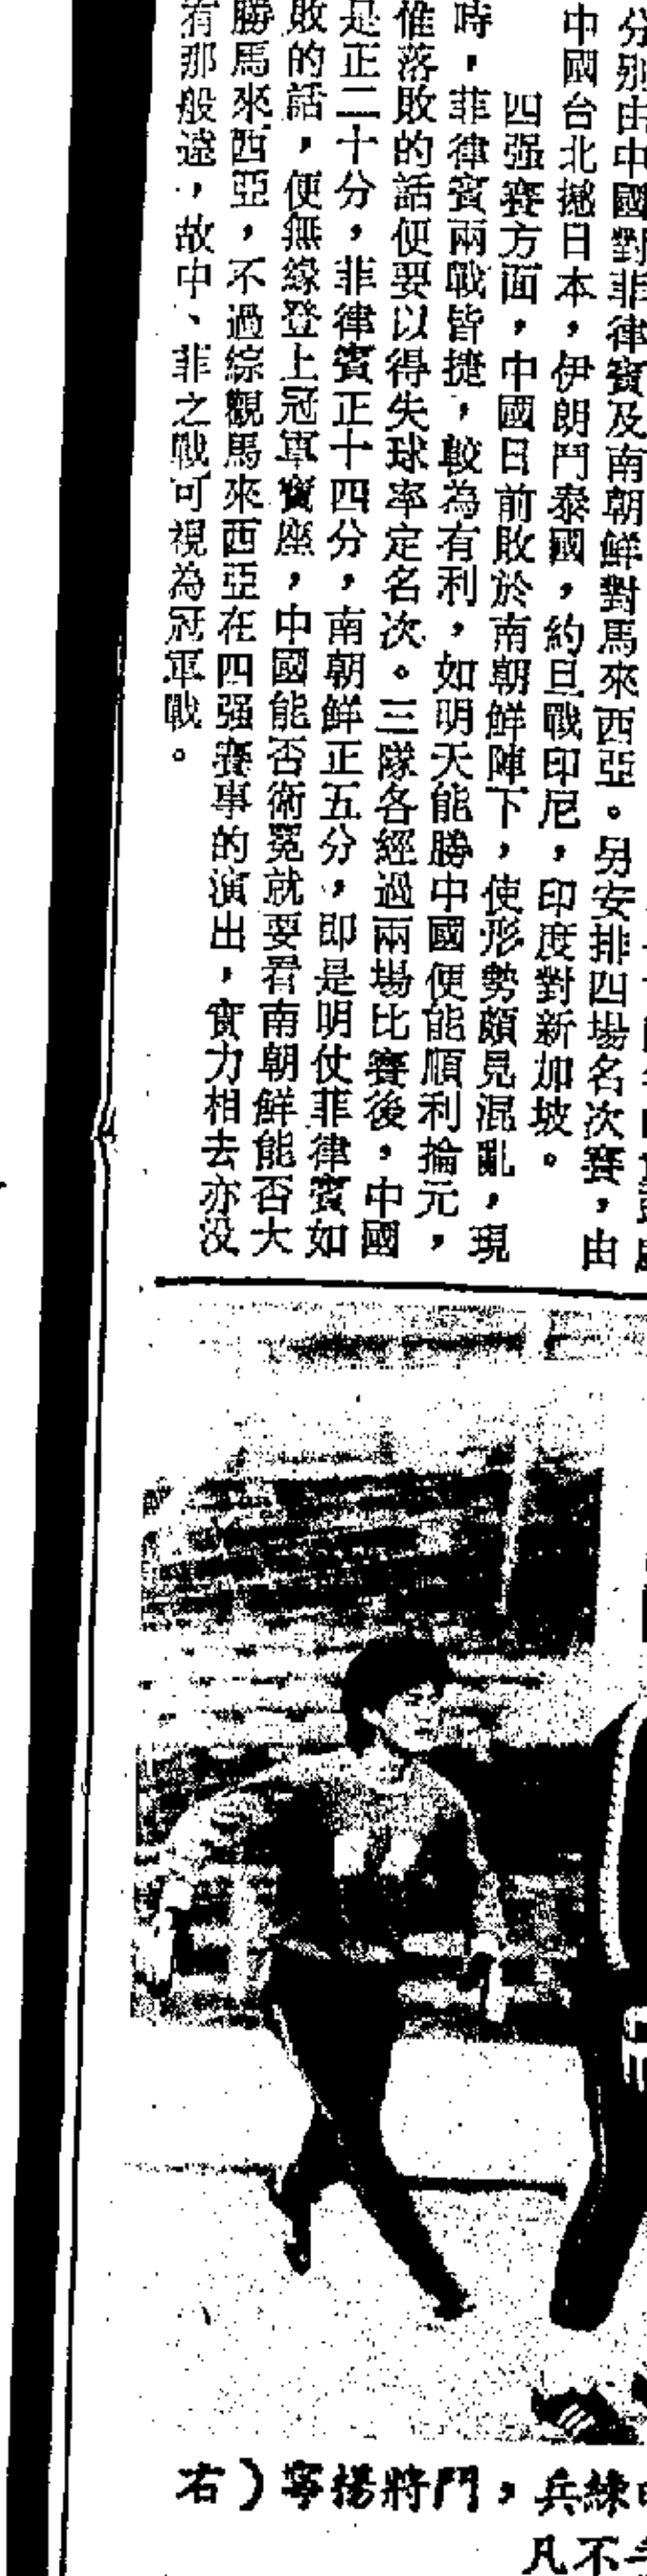 分别由中國對菲律賓及南朝鮮對馬來西亞。另安排四場名次賽，由
中國台北撼日本，伊朗鬥泰國，約旦戰印尼，印度對新加坡。
四强賽方面，中國日前敗於南朝鮮陣下，使形勢頗見混亂，現
時，菲律賓兩戰皆捷，較為有利，如明天能勝中國便能順利掄元，
惟落敗的話便要以得失球率定名次。三隊各經過兩場比賽後，中國
是正二十分，菲律賓正十四分，南朝鮮正五分，即是明仗菲律賓如
敗的話，便無緣登上冠軍寶座，中國能否衛冕就要看南朝鮮能否大
勝馬來西亞，不過綜觀馬來西亞在四强賽事的演出，實力相去亦没
有那般遠，故中、菲之戰可視為冠軍戰。
右）寧揚將門，兵練
凡不